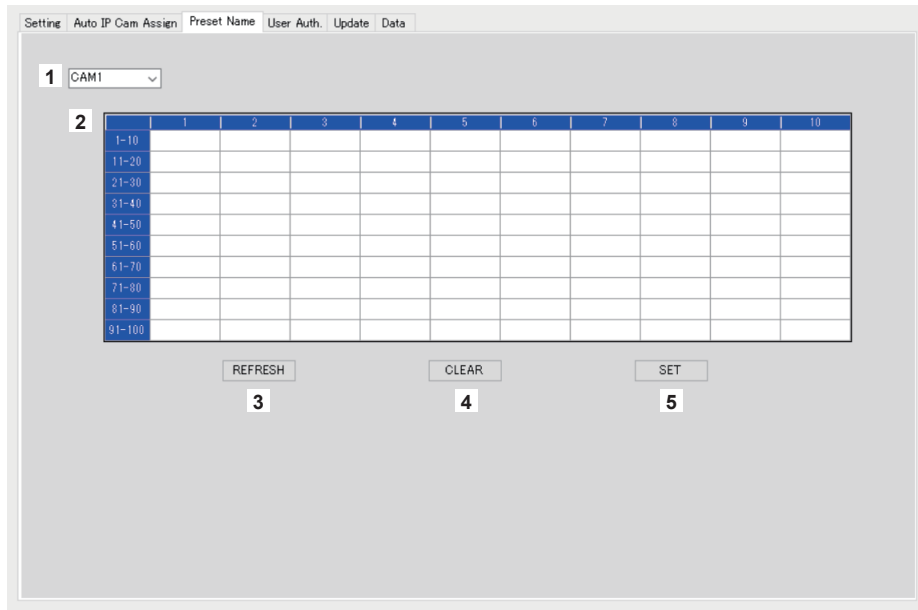 Setting Auto IP Cam Assign Preset Name User Auth. Update Data
1 CAM1
2 1 2 3 4 5 6 7 8 9 10
1-10
11-20
21-30
31-40
41-50
51-60
61-70
71-80
81-90
91-100
REFRESH CLEAR SET
3 4 5